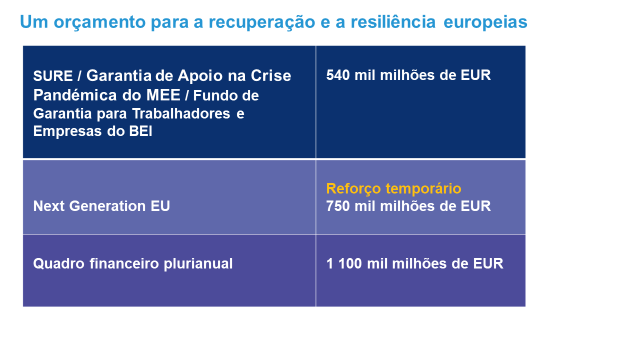 Um orçamento para a recuperação e a resiliência europeias
SURE / Garantia de Apoio na Crise
Pandémica do MEE / Fundo de
Garantia para Trabalhadores e
Empresas do BEI
540 mil milhões de EUR
Next Generation EU
Reforço temporário
750 mil milhões de EUR
Quadro financeiro plurianual
1 100 mil milhões de EUR